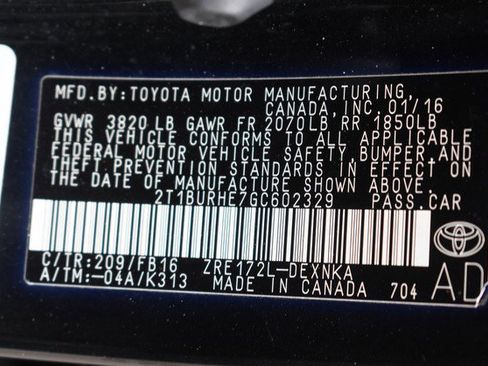 MFD.BY:TOYOTA MOTOR MANUFACTURING,
CANADA,INC.01/16
GVWR 3820LB GAWR FR 2070LB RR 1850LB
THIS VEHICLE CONFORMS TO ALL APPLICABLE
FEDERAL MOTOR VEHICLE SAFETY,BUMPER,AND
THEFT PREVENTION STANDARDS IN EFFECT
ON THE DATE OF MANUFACTURE SHOWN ABOVE.
2T1BURHE7GC602329 PASS.CAR
C/TR:209/FB16 ZRE172L-DEXNKA
A/TM:-04A/K313 MADE IN CANADA 704 AD